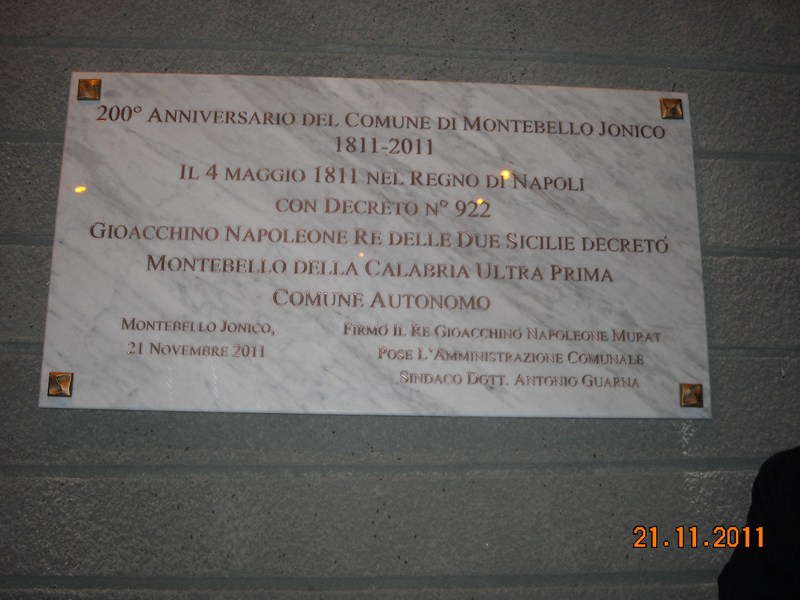 200° ANNIVERSARIO DEL COMUNE DI MONTEBELLO JONICO
1811-2011
IL 4 MAGGIO 1811 NEL REGNO DI NAPOLI
CON DECRETO N° 922
GIOACCHINO NAPOLEONE RE DELLE DUE SICILIE DECRETÓ
MONTEBELLO DELLA CALABRIA ULTRA PRIMA
COMUNE AUTONOMO
MONTEBELLO JONICO,
21 NOVEMBRE 2011
FIRMÓ IL RE GIOACCHINO NAPOLEONE MURAT
POSE L'AMMINISTRAZIONE COMUNALE
SINDACO DOTT. ANTONIO GUARNA
21.11.2011